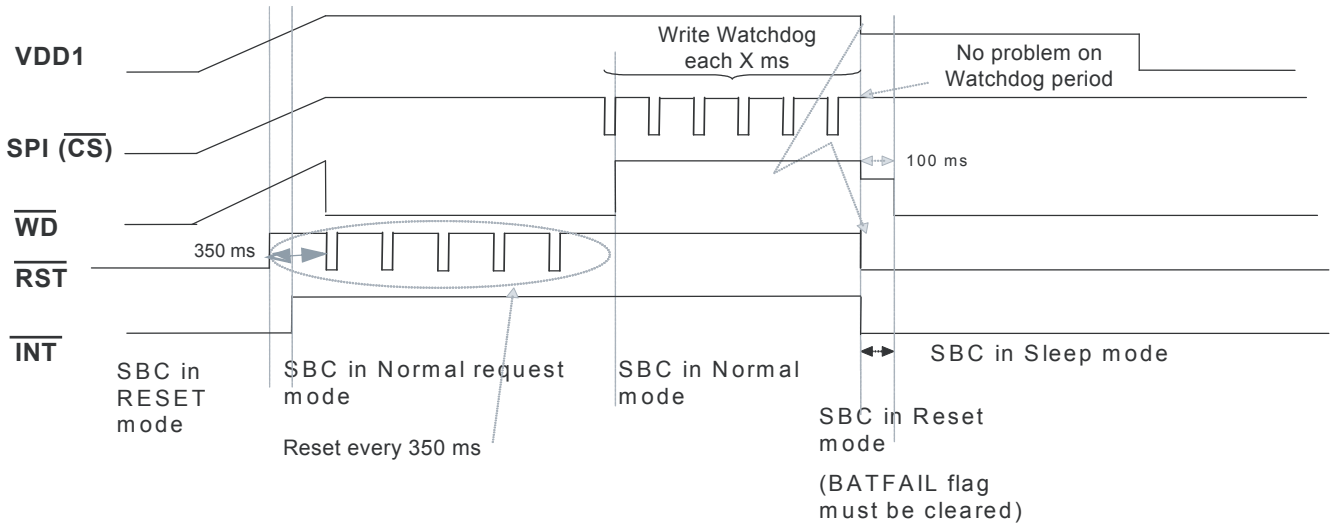 Write Watchdog
each X ms
VDD1
No problem on
Watchdog period
SPI (CS)
100 ms
WD
350 ms
RST
INT
SBC in
RESET
mode
SBC in Normal request
mode
SBC in Normal
mode
SBC in Sleep mode
Reset every 350 ms
SBC in Reset
mode
(BATFAIL flag
must be cleared)